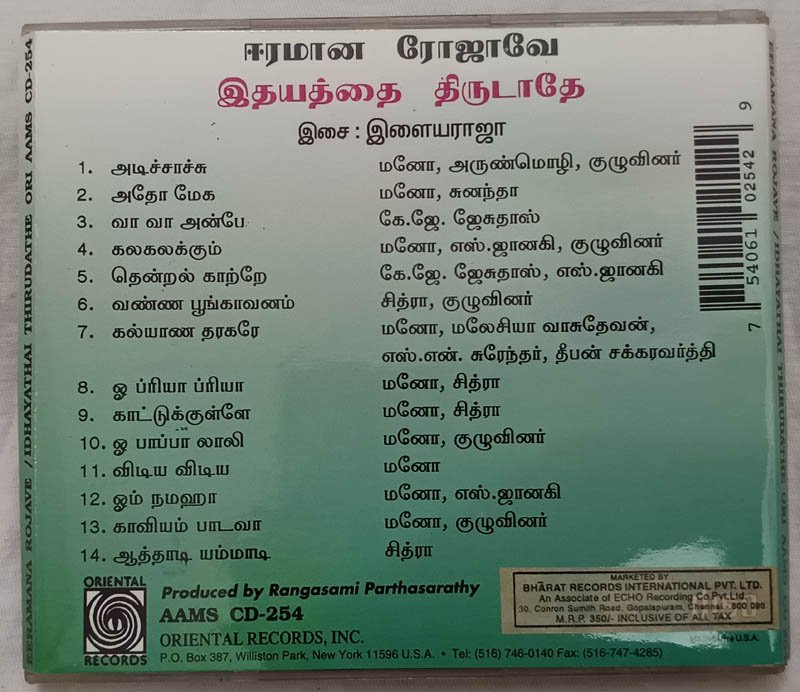 ஈரமான ரோஜாவே
இதயத்தை திருடாதே
இசை : இளையராஜா
1. அடிச்சாச்சு மனோ, அருண்மொழி, குழுவினர்
2. அதோ மேக மனோ, சுனந்தா
3. வா வா அன்பே கே.ஜே. ஜேசுதாஸ்
4. கலகலக்கும் மனோ, எஸ்.ஜானகி, குழுவினர்
5. தென்றல் காற்றே கே.ஜே. ஜேசுதாஸ், எஸ்.ஜானகி
6. வண்ண பூங்காவனம் சித்ரா, குழுவினர்
7. கல்யாண தரகரே மனோ, மலேசியா வாசுதேவன்,
எஸ்.என். சுரேந்தர், தீபன் சக்கரவர்த்தி
8. ஓ ப்ரியா ப்ரியா மனோ, சித்ரா
9. காட்டுக்குள்ளே மனோ, சித்ரா
10. ஓ பாப்பா லாலி மனோ, குழுவினர்
11. விடிய விடிய மனோ
12. ஓம் நமஹா மனோ, எஸ்.ஜானகி
13. காவியம் பாடவா மனோ, குழுவினர்
14. ஆத்தாடி யம்மாடி சித்ரா
ORIENTAL
RECORDS
Produced by Rangasami Parthasarathy
AAMS CD-254
ORIENTAL RECORDS, INC.
P.O. Box 387, Williston Park, New York 11596 U.S.A. • Tel: (516) 746-0140 Fax: (516-747-4285)
MARKETED BY
BHARAT RECORDS INTERNATIONAL PVT. LTD.
An Associate of ECHO Recording Co Pvt.Ltd.
30, Conron Smith Road, Gopalapuram, Chennai - 600 086
M.R.P. 350/- INCLUSIVE OF ALL TAX
7 54061 02542 9
EERAMANA ROJAVE / IDHAYATHAI THIRUDATHE ORI AAMS CD-254
EERAMANA ROJAVE / IDHAYATHAI THIRUDATHE ORI